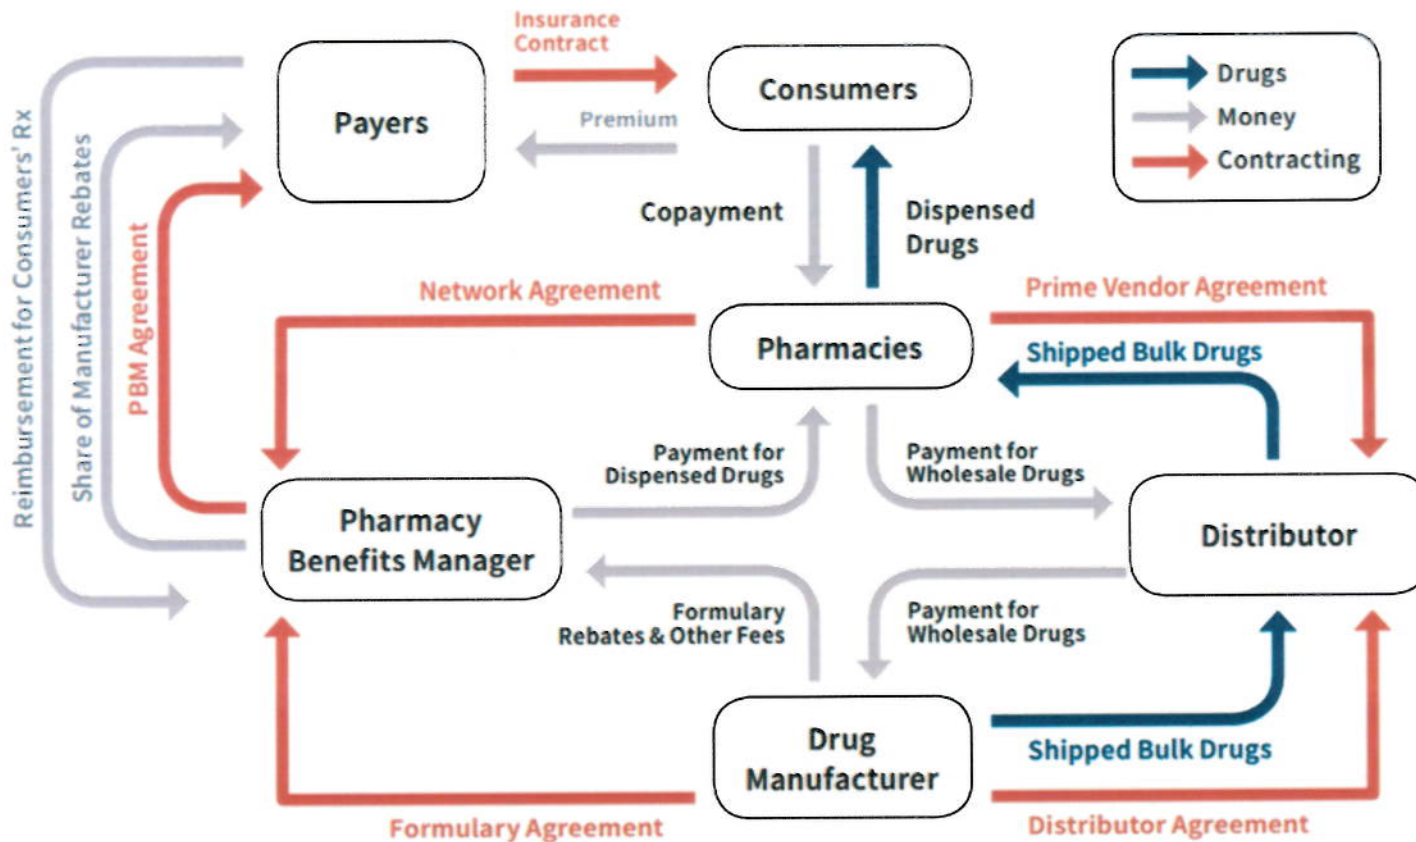 Insurance
Contract
Payers
Consumers
Premium
Drugs
Money
Contracting
Reimbursement for Consumers' Rx
Share of Manufacturer Rebates
PBM Agreement
Copayment
Dispensed
Drugs
Network Agreement
Prime Vendor Agreement
Pharmacies
Shipped Bulk Drugs
Payment for
Dispensed Drugs
Payment for
Wholesale Drugs
Pharmacy
Benefits Manager
Distributor
Formulary
Rebates & Other Fees
Payment for
Wholesale Drugs
Drug
Manufacturer
Shipped Bulk Drugs
Formulary Agreement
Distributor Agreement